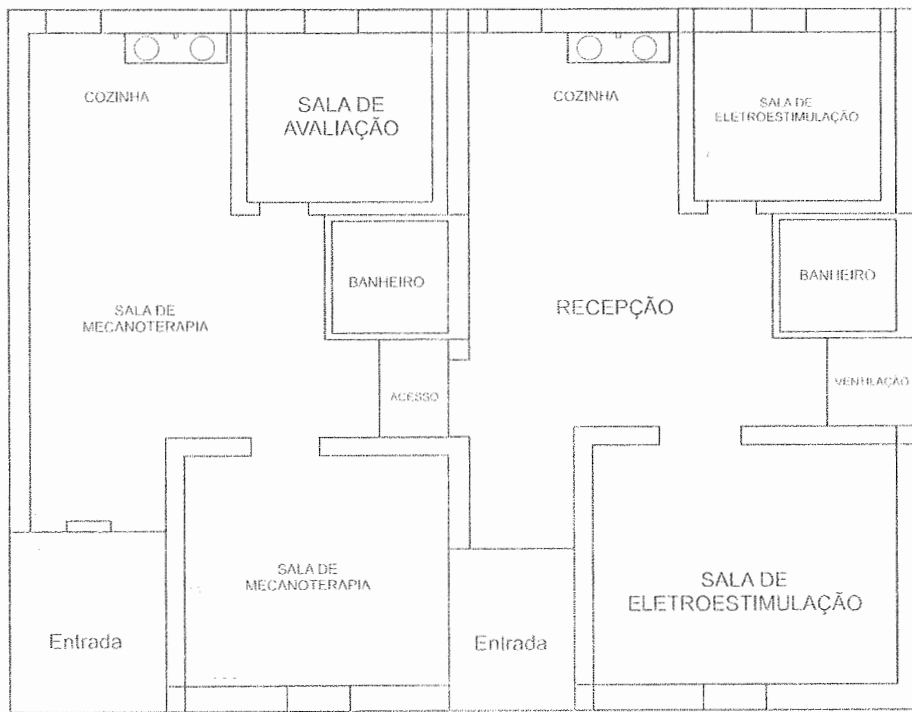 COZINHA
SALA DE
AVALIAÇÃO
COZINHA
SALA DE
ELETROESTIMULAÇÃO
BANHEIRO
BANHEIRO
SALA DE
MECANOTERAPIA
RECEPÇÃO
ACESSO
VENTILAÇÃO
SALA DE
MECANOTERAPIA
SALA DE
ELETROESTIMULAÇÃO
Entrada
Entrada